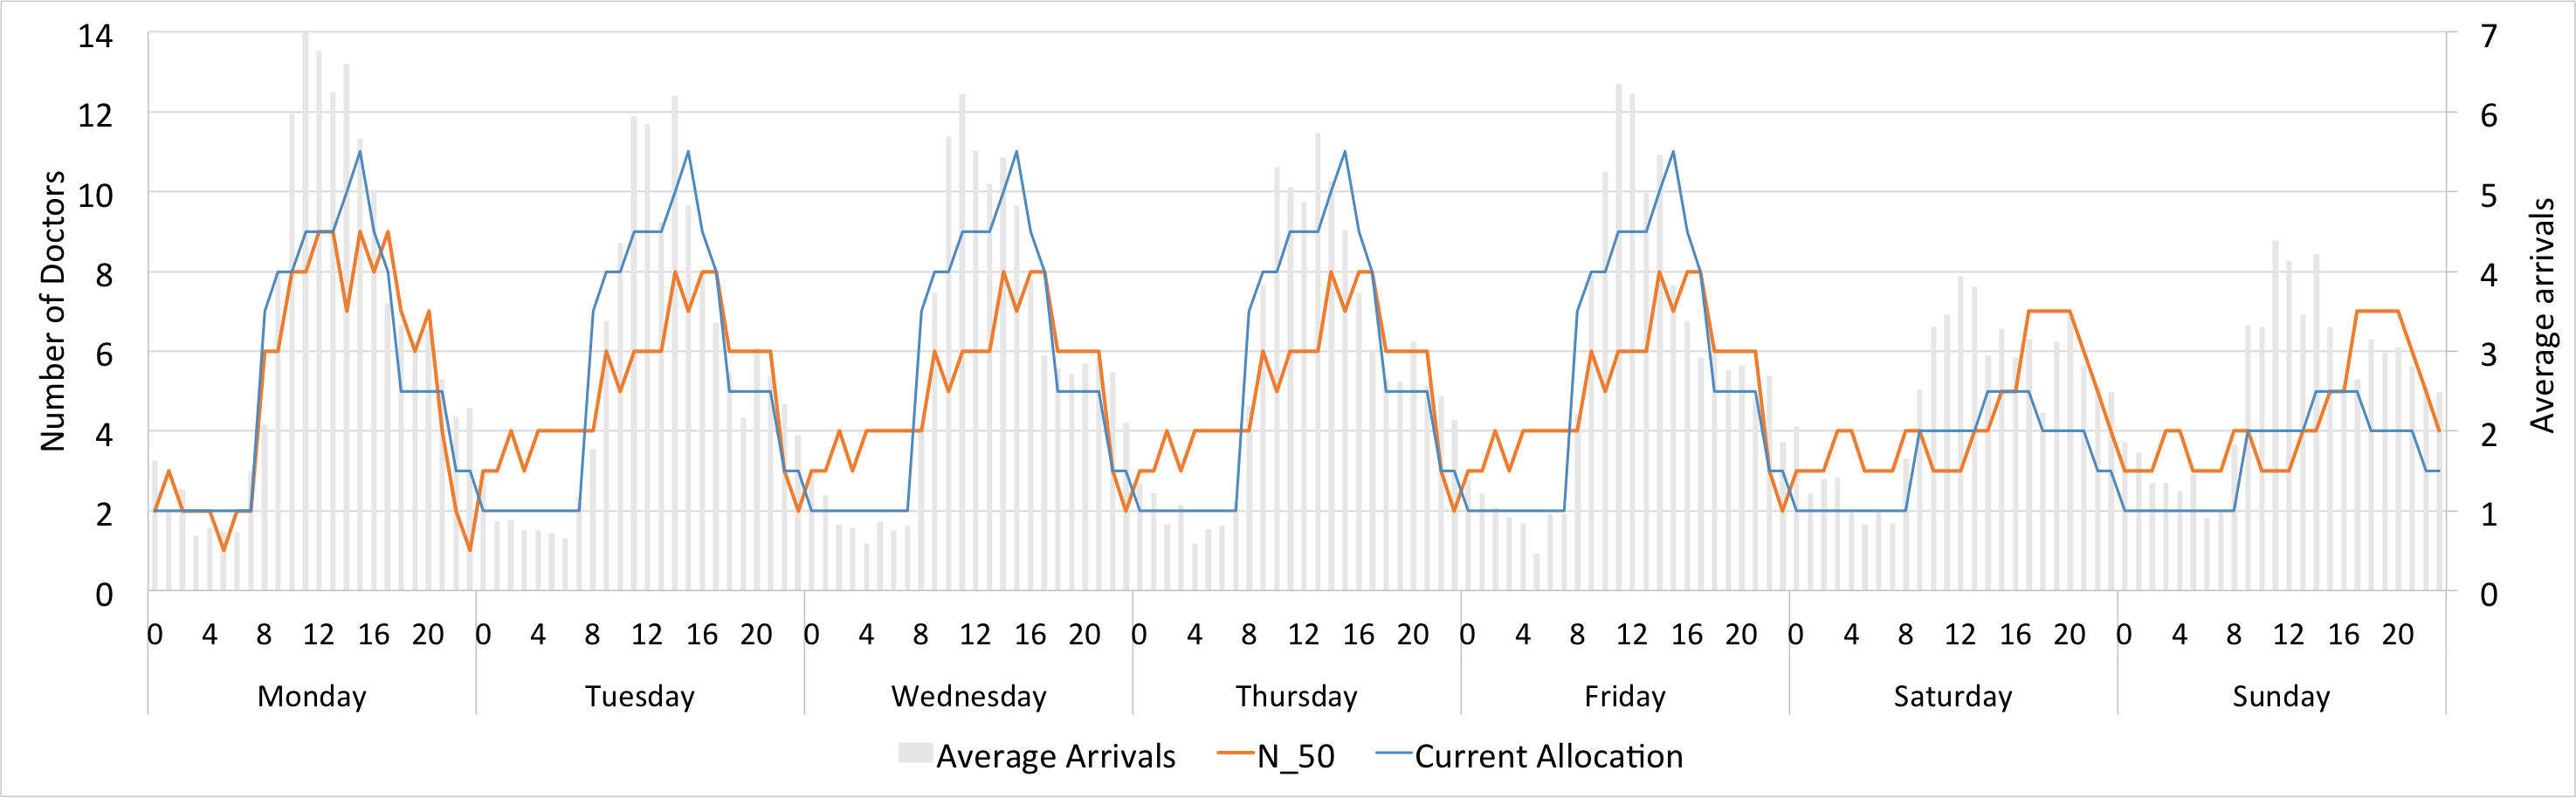 14 7
12 6
10 5
8 4
6 3
4 2
2 1
0 0
Number of Doctors
Average arrivals
0 4 8 12 16 20 0 4 8 12 16 20 0 4 8 12 16 20 0 4 8 12 16 20 0 4 8 12 16 20 0 4 8 12 16 20 0 4 8 12 16 20
Monday Tuesday Wednesday Thursday Friday Saturday Sunday
Average Arrivals N_50 Current Allocation